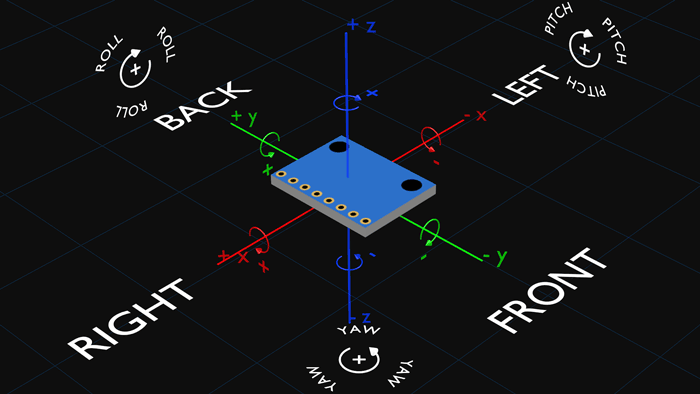 + z
PITCH
PITCH
PITCH
ROLL
ROLL
ROLL
LEFT
BACK
x
+ y
- x
-
x
- y
-
+ x
x
-
- z
RIGHT
FRONT
YAW
YAW
YAW
+
+
+